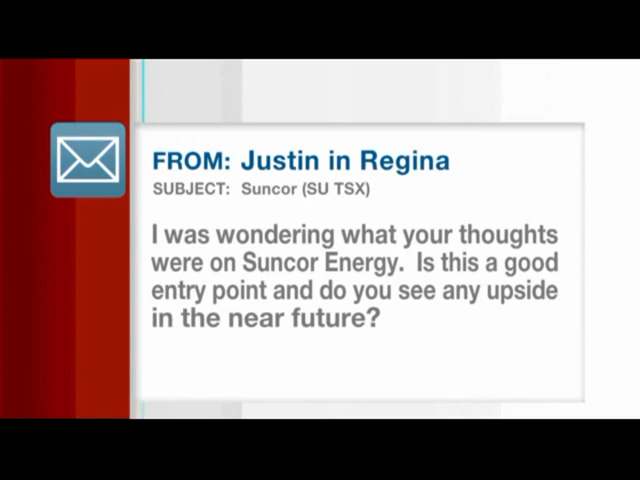 FROM: Justin in Regina
SUBJECT: Suncor (SU TSX)
I was wondering what your thoughts
were on Suncor Energy. Is this a good
entry point and do you see any upside
in the near future?